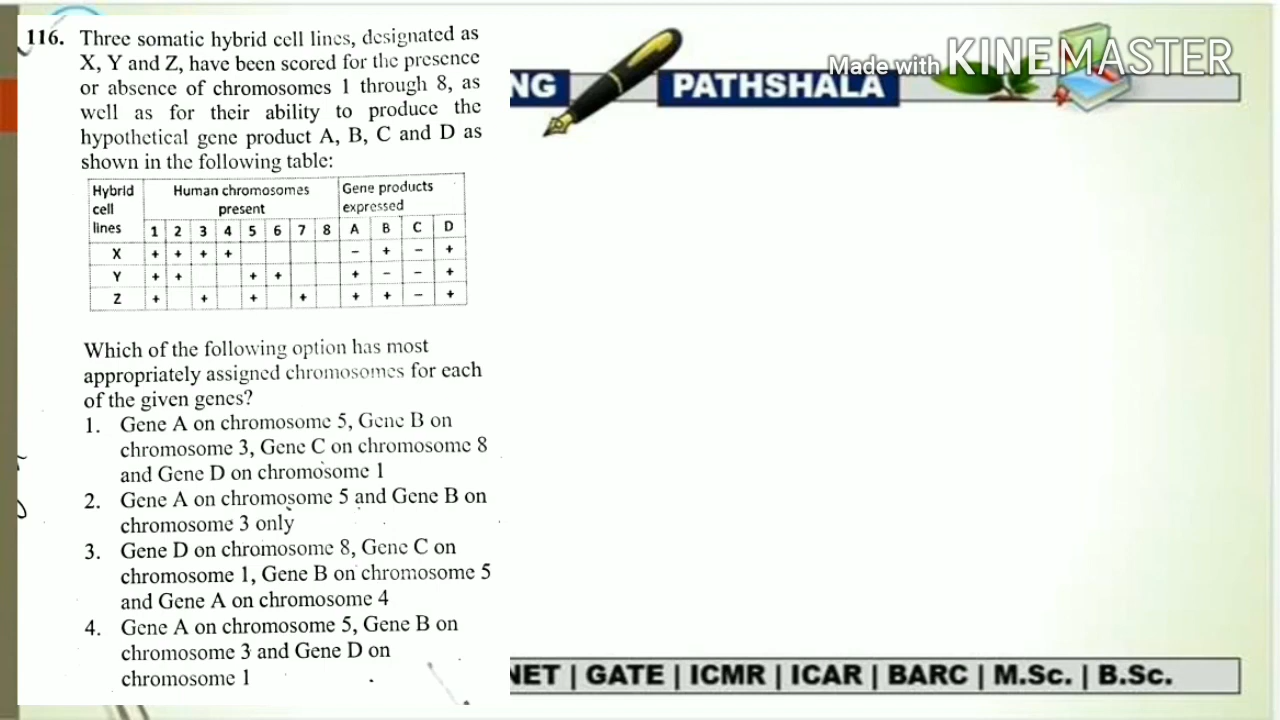 116. Three somatic hybrid cell lines, designated as
X, Y and Z, have been scored for the presence
or absence of chromosomes 1 through 8, as
well as for their ability to produce the
hypothetical gene product A, B, C and D as
shown in the following table:
Hybrid cell lines Human chromosomes present Gene products expressed
1 2 3 4 5 6 7 8 A B C D
X + + + + − + − +
Y + + + + + − − +
Z + + + + + + − +
Which of the following option has most
appropriately assigned chromosomes for each
of the given genes?
1. Gene A on chromosome 5, Gene B on
chromosome 3, Gene C on chromosome 8
and Gene D on chromosome 1
2. Gene A on chromosome 5 and Gene B on
chromosome 3 only
3. Gene D on chromosome 8, Gene C on
chromosome 1, Gene B on chromosome 5
and Gene A on chromosome 4
4. Gene A on chromosome 5, Gene B on
chromosome 3 and Gene D on
chromosome 1
Made with KINEMASTER
NG PATHSHALA
NET | GATE | ICMR | ICAR | BARC | M.Sc. | B.Sc.